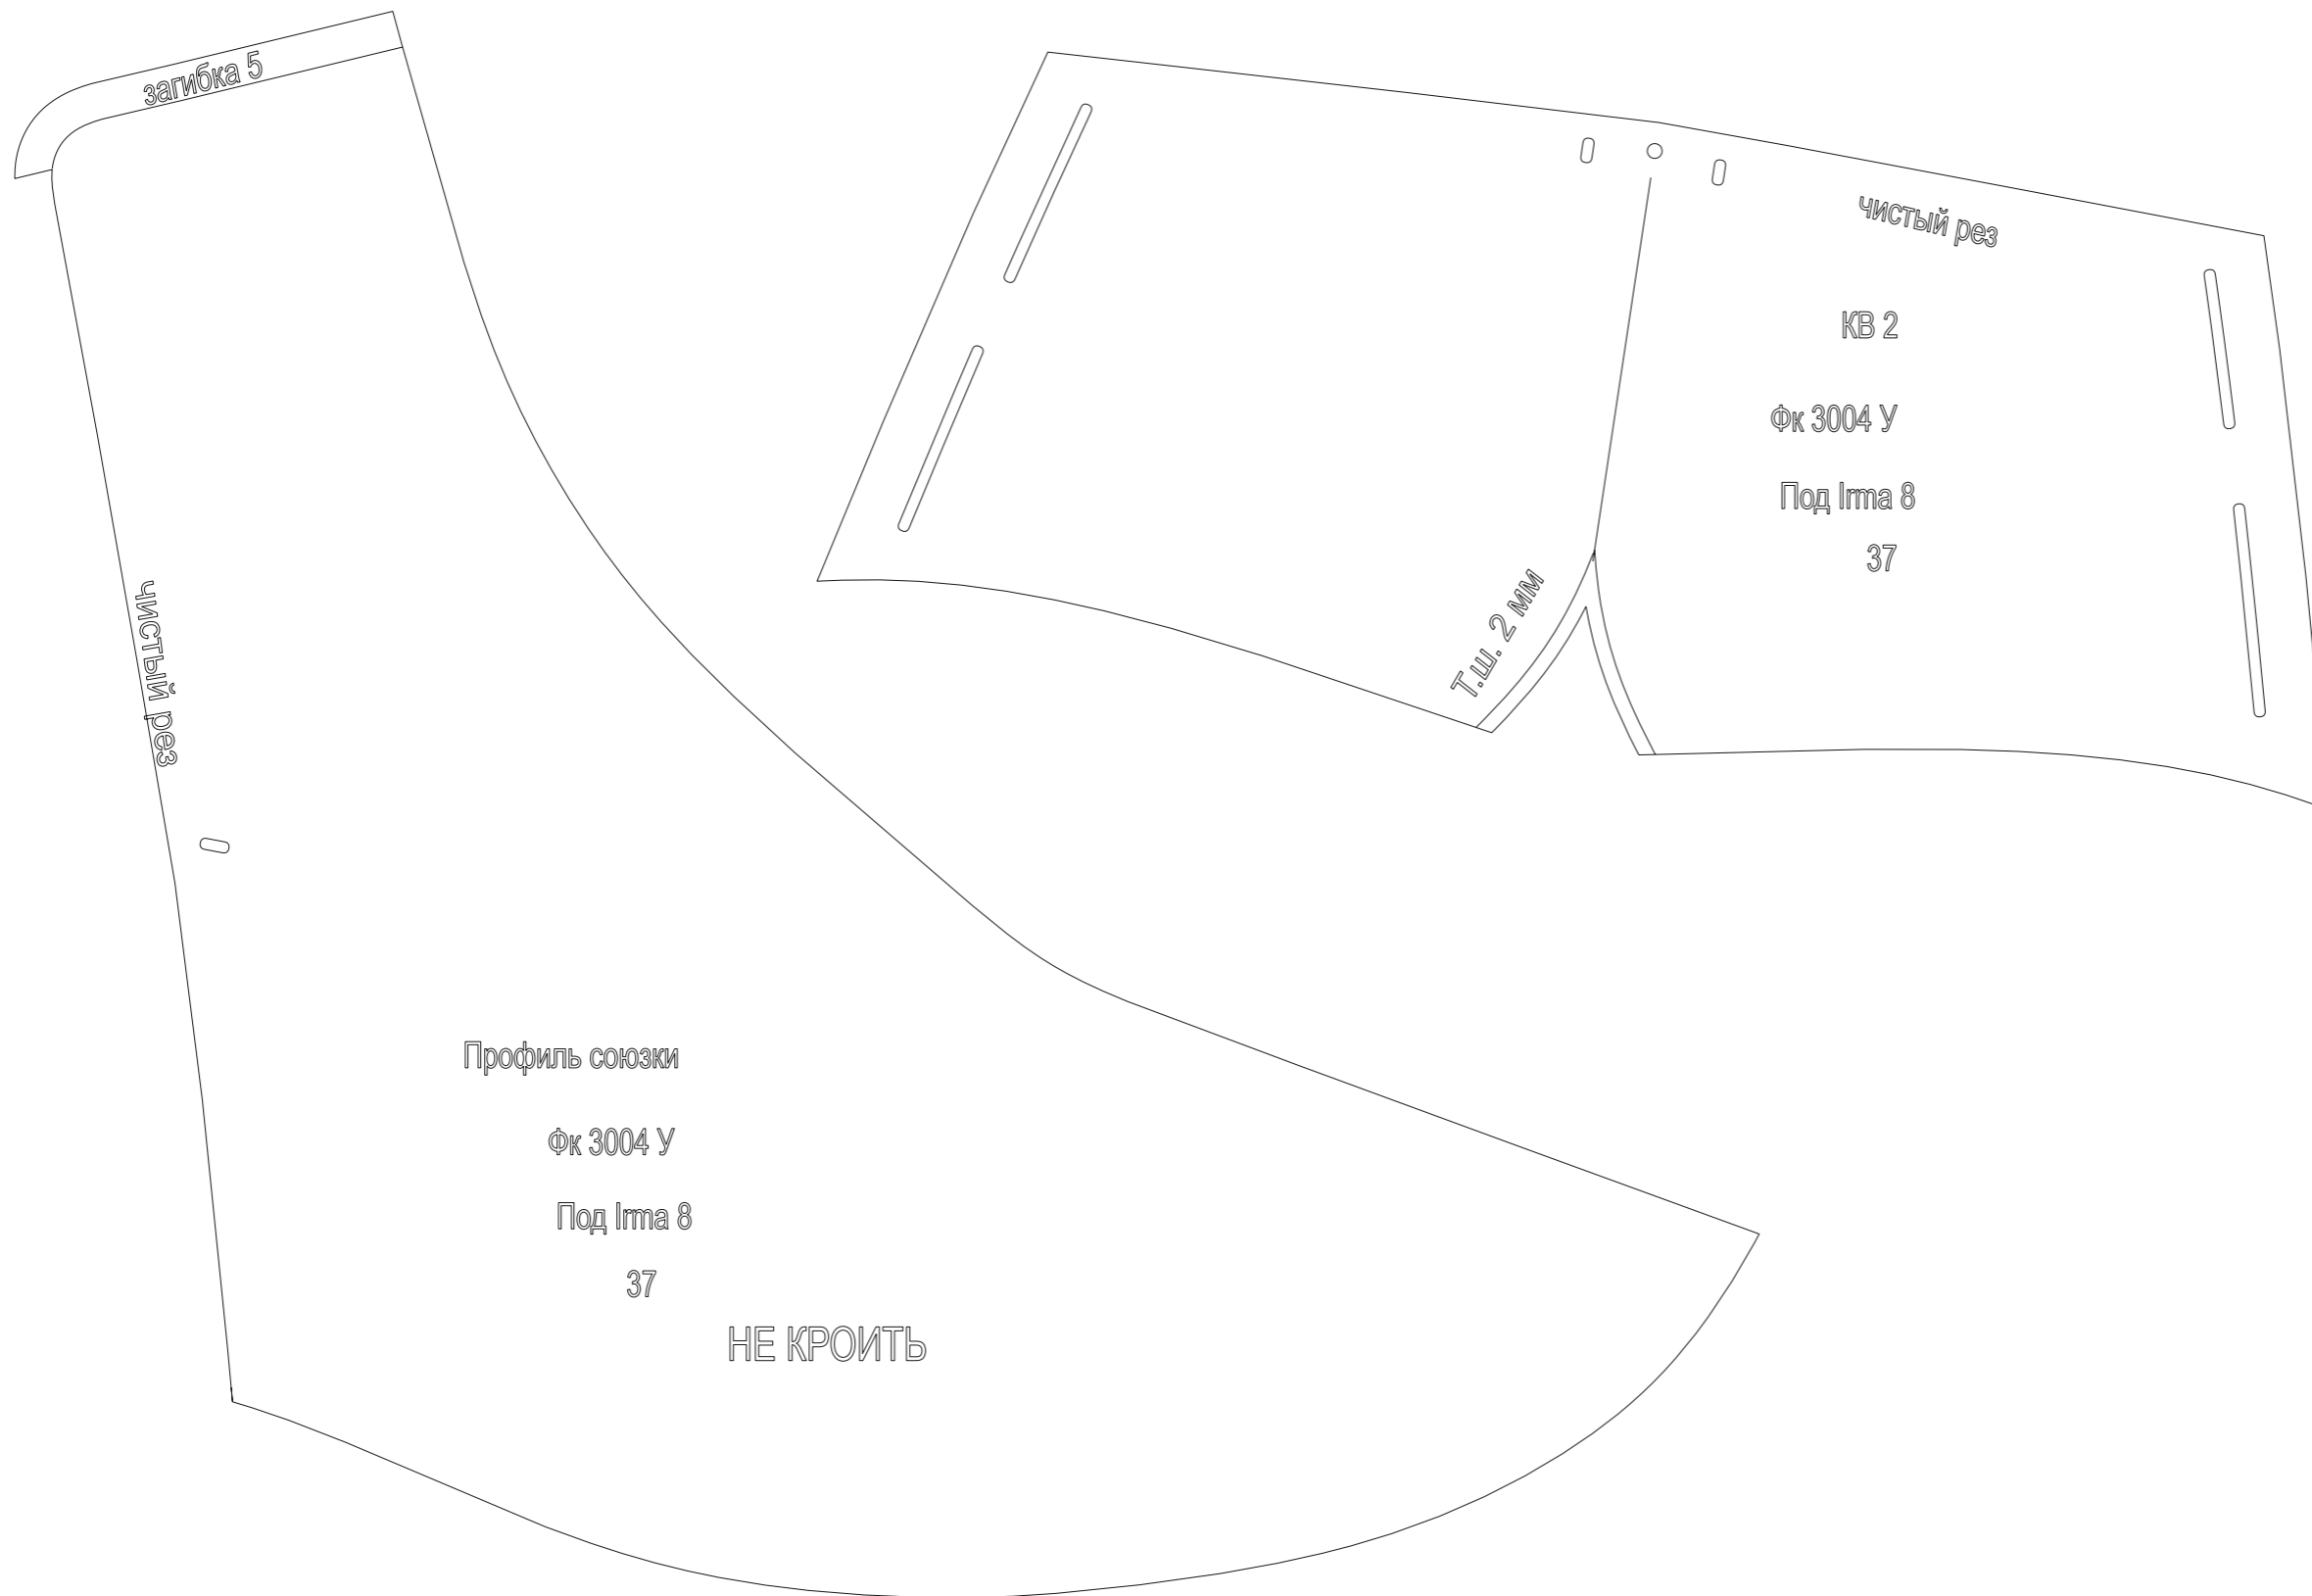 загибка 5
чистый рез
Профиль союзки
Фк 3004 У
Под Irma 8
37
НЕ КРОИТЬ
чистый рез
КВ 2
Фк 3004 У
Под Irma 8
37
Т.ш. 2 мм